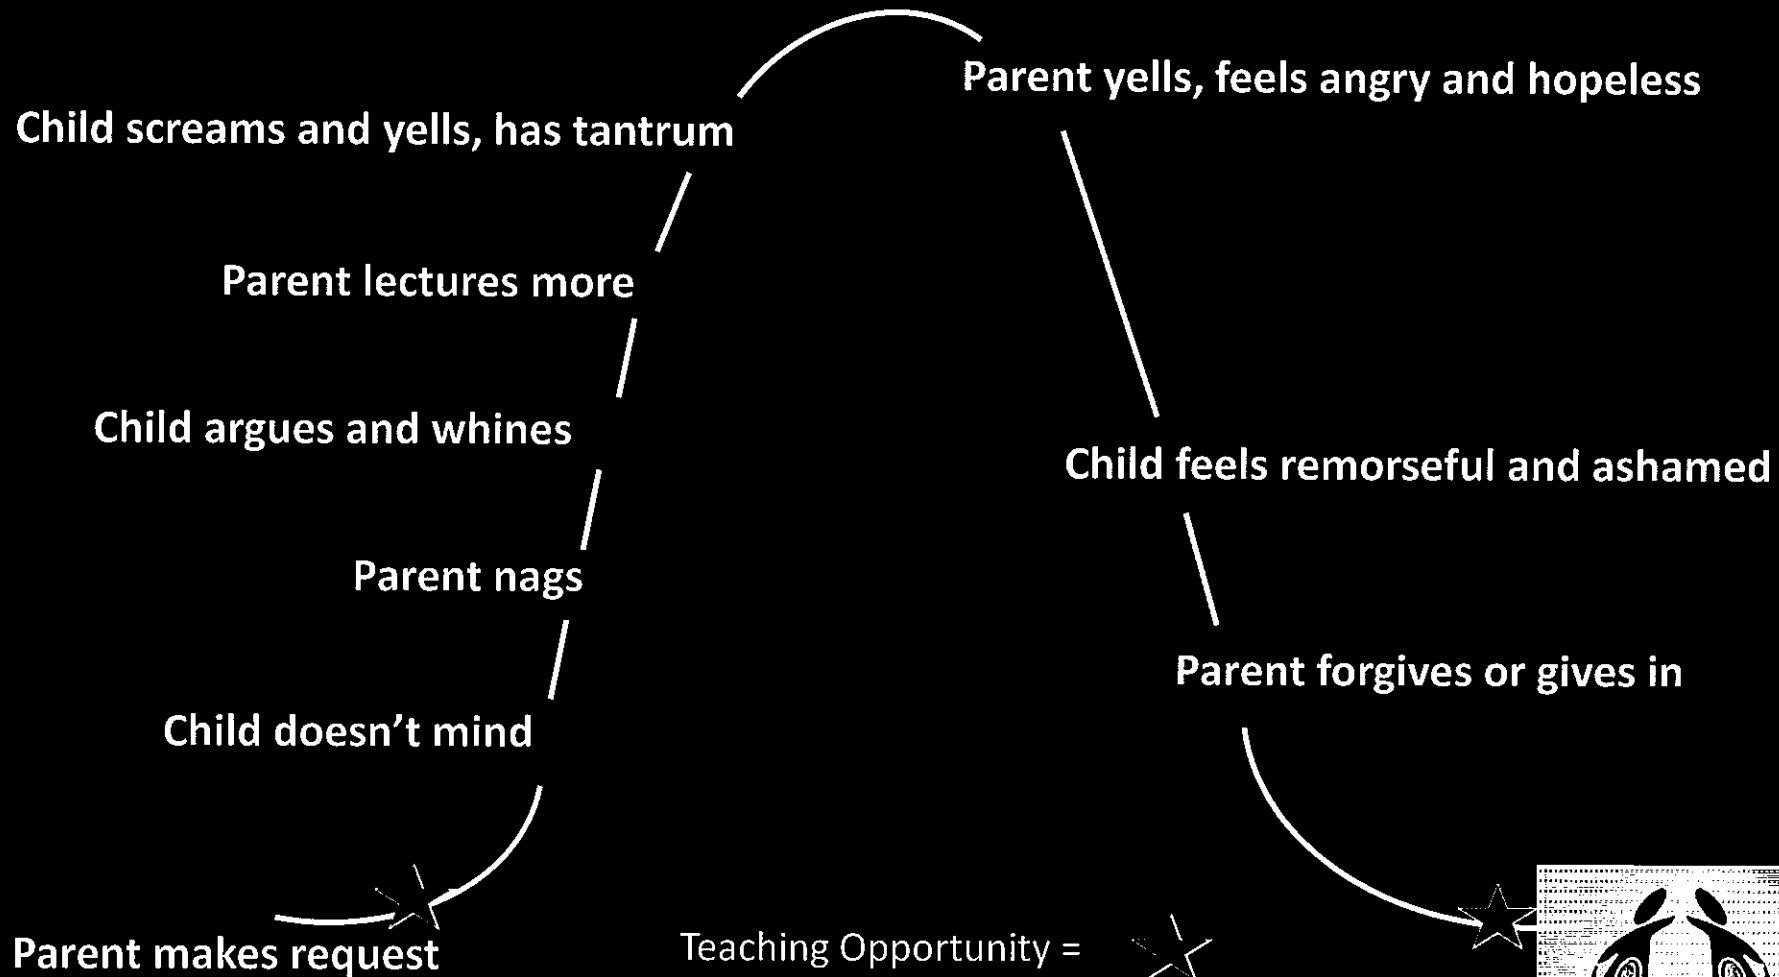 Parent yells, feels angry and hopeless
Child screams and yells, has tantrum
Parent lectures more
Child argues and whines
Child feels remorseful and ashamed
Parent nags
Parent forgives or gives in
Child doesn't mind
Parent makes request
Teaching Opportunity =